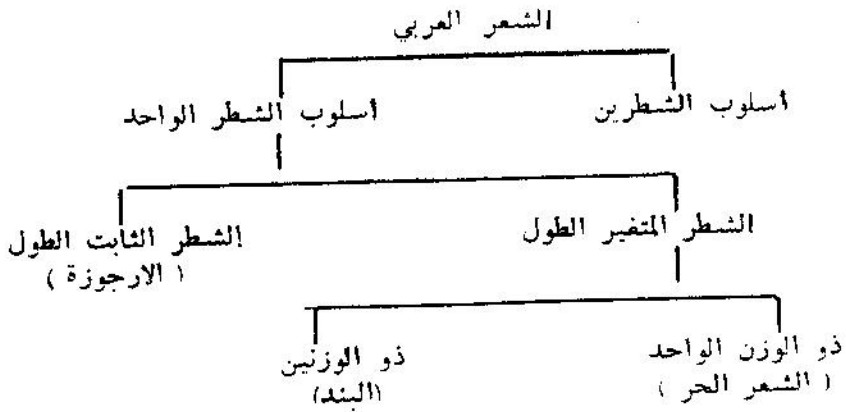 الشعر العربي
أسلوب الشطرين
أسلوب الشطر الواحد
الشطر المتغير الطول
الشطر الثابت الطول
( الارجوزة )
ذو الوزن الواحد
( الشعر الحر )
ذو الوزنين
(البند)